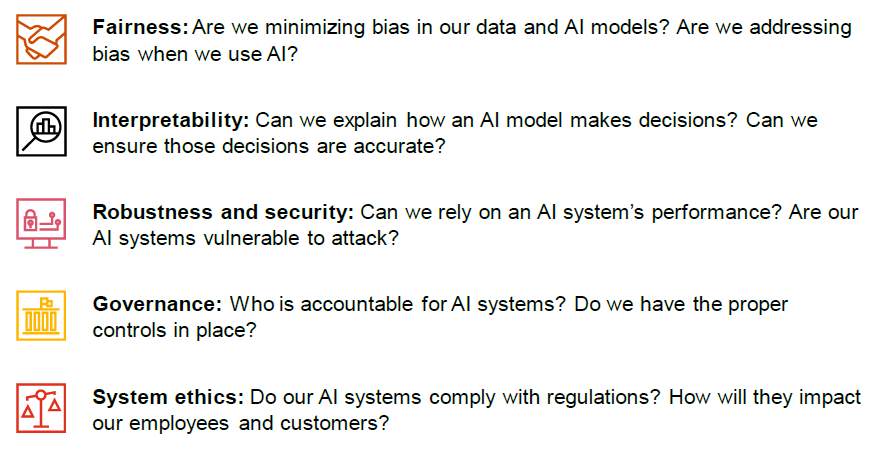 Fairness: Are we minimizing bias in our data and AI models? Are we addressing
bias when we use AI?
Interpretability: Can we explain how an AI model makes decisions? Can we
ensure those decisions are accurate?
Robustness and security: Can we rely on an AI system’s performance? Are our
AI systems vulnerable to attack?
Governance: Who is accountable for AI systems? Do we have the proper
controls in place?
System ethics: Do our AI systems comply with regulations? How will they impact
our employees and customers?